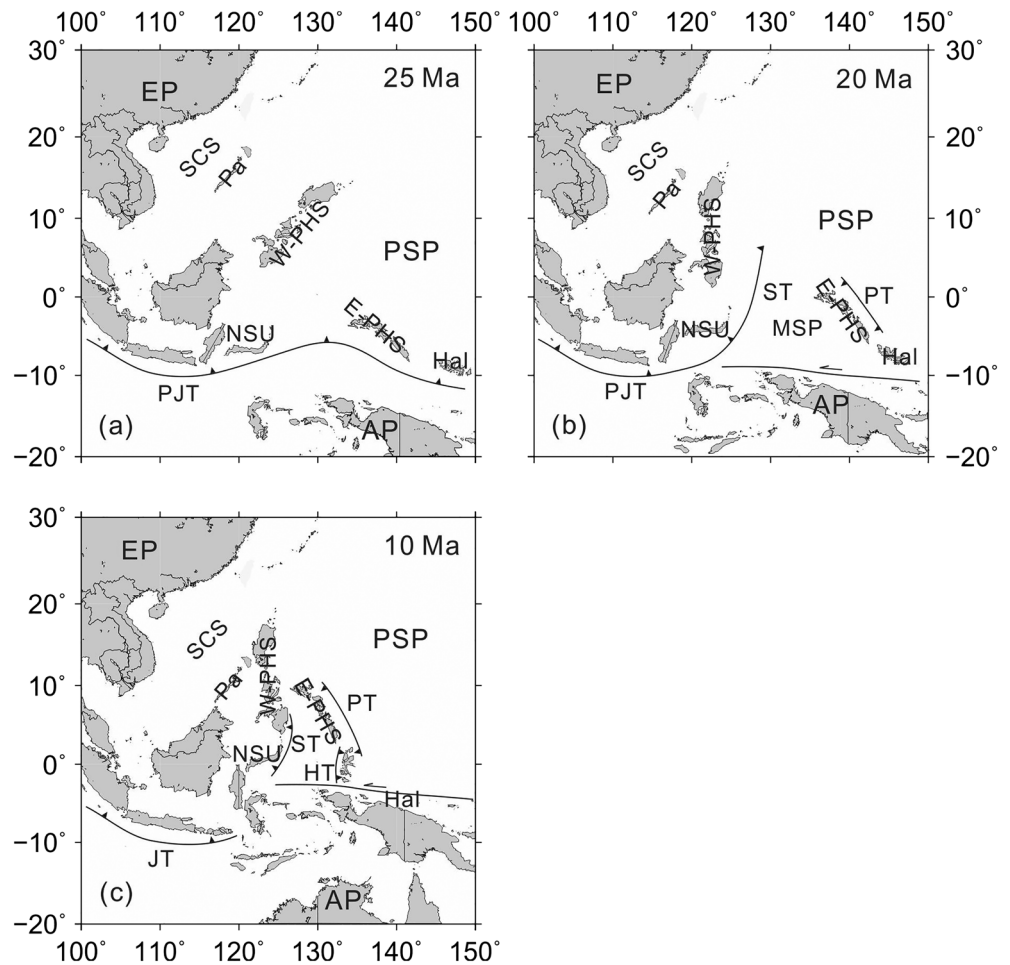 100° 110° 120° 130° 140° 150°
30°
20°
10°
0°
−10°
−20°
EP
25 Ma
SCS
Pa
W-PHS
PSP
E-PHS
NSU
Hal
PJT
(a)
AP
100° 110° 120° 130° 140° 150°
30°
20°
10°
0°
−10°
−20°
EP
20 Ma
SCS
Pa
W-PHS
PSP
ST
E-PHS
PT
NSU
MSP
Hal
PJT
AP
(b)
30°
20°
10°
0°
−10°
−20°
EP
10 Ma
SCS
PSP
Pa
W-PHS
E-PHS
PT
NSU
ST
HT
Hal
JT
(c)
AP
100° 110° 120° 130° 140° 150°